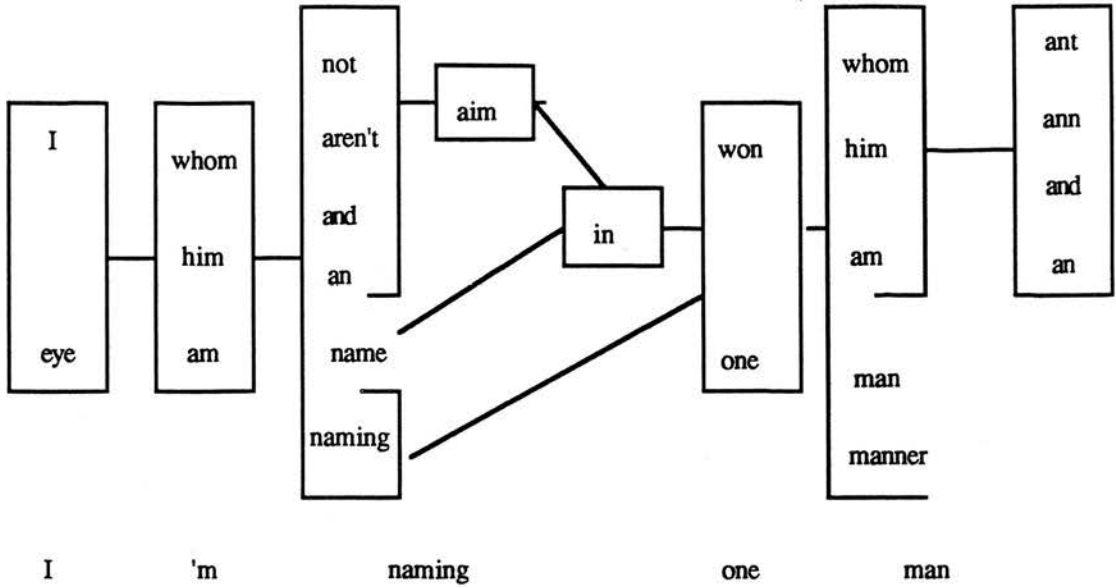 I
eye
whom
him
am
not
aren't
and
an
name
naming
aim
in
won
one
whom
him
am
man
manner
ant
ann
and
an
I 'm naming one man